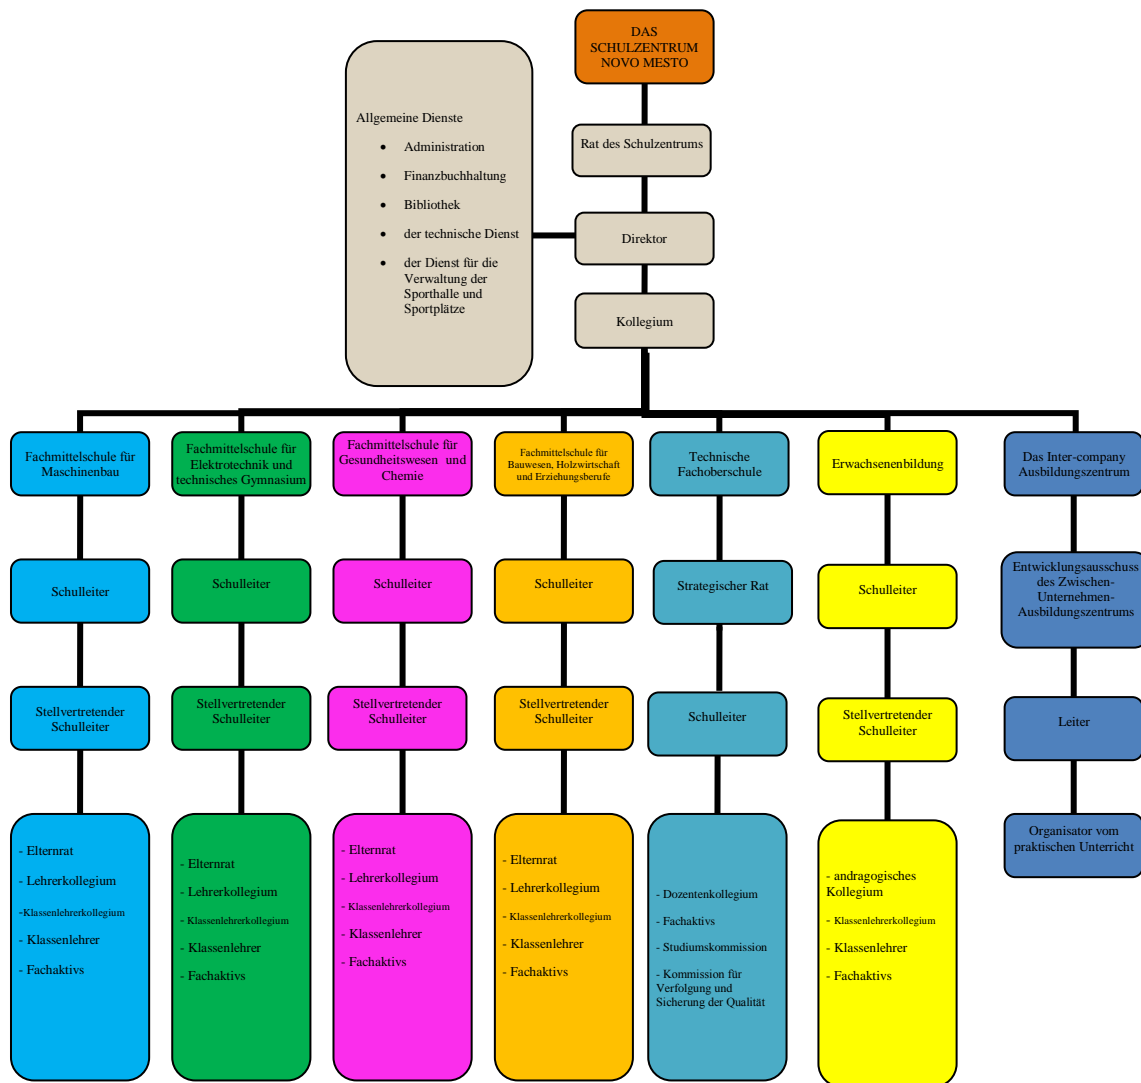 DAS
SCHULZENTRUM
NOVO MESTO
Allgemeine Dienste
• Administration
• Finanzbuchhaltung
• Bibliothek
• der technische Dienst
• der Dienst für die
Verwaltung der
Sporthalle und
Sportplätze
Rat des Schulzentrums
Direktor
Kollegium
Fachmittelschule für
Maschinenbau
Schulleiter
Stellvertretender
Schulleiter
- Elternrat
- Lehrerkollegium
-Klassenlehrerkollegium
- Klassenlehrer
- Fachaktivs
Fachmittelschule für
Elektrotechnik und
technisches Gymnasium
Schulleiter
Stellvertretender
Schulleiter
- Elternrat
- Lehrerkollegium
- Klassenlehrerkollegium
- Klassenlehrer
- Fachaktivs
Fachmittelschule für
Gesundheitswesen und
Chemie
Schulleiter
Stellvertretender
Schulleiter
- Elternrat
- Lehrerkollegium
- Klassenlehrerkollegium
- Klassenlehrer
- Fachaktivs
Fachmittelschule für
Bauwesen, Holzwirtschaft
und Erziehungsberufe
Schulleiter
Stellvertretender
Schulleiter
- Elternrat
- Lehrerkollegium
- Klassenlehrerkollegium
- Klassenlehrer
- Fachaktivs
Technische
Fachoberschule
Strategischer Rat
Schulleiter
- Dozentenkollegium
- Fachaktivs
- Studiumskommission
- Kommission für
Verfolgung und
Sicherung der Qualität
Erwachsenenbildung
Schulleiter
Stellvertretender
Schulleiter
- andragogisches
Kollegium
- Klassenlehrerkollegium
- Klassenlehrer
- Fachaktivs
Das Inter-company
Ausbildungszentrum
Entwicklungsausschuss
des Zwischen-
Unternehmen-
Ausbildungszentrums
Leiter
Organisator vom
praktischen Unterricht